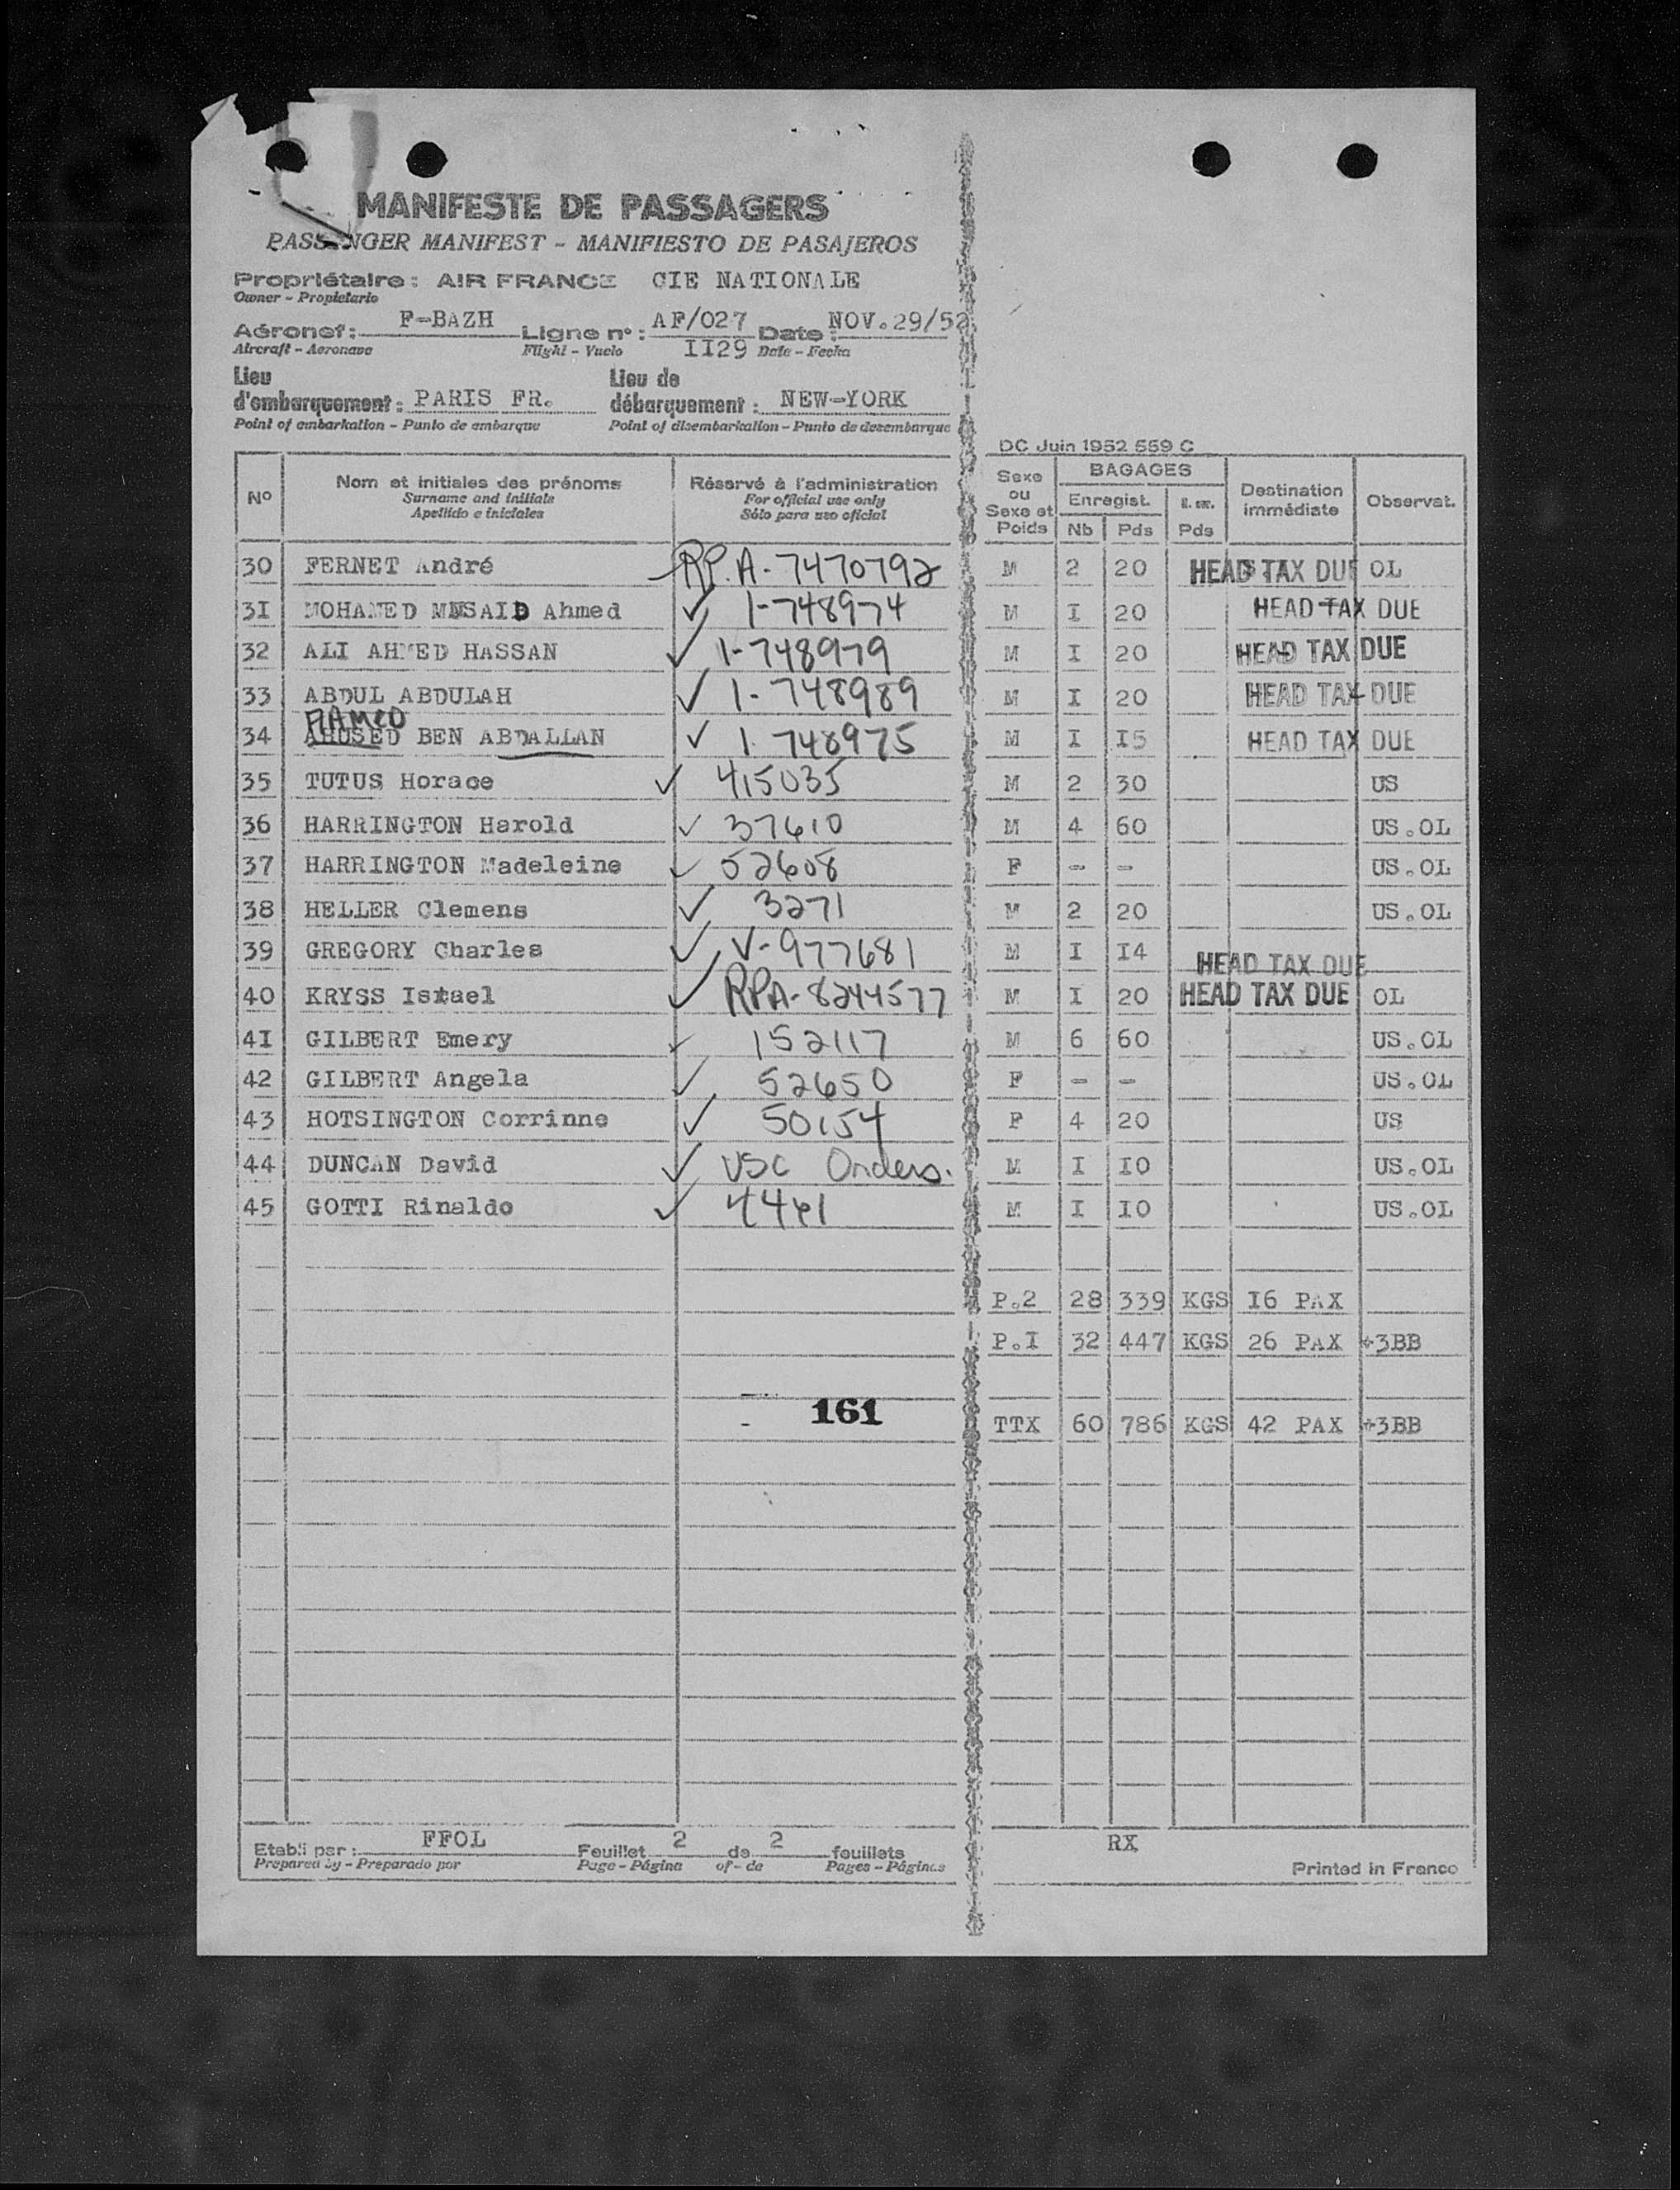 MANIFESTE DE PASSAGERS
PASSENGER MANIFEST - MANIFIESTO DE PASAJEROS
Propriétaire : AIR FRANCE CIE NATIONALE
Owner - Propietario
Aéronef : F-BAZH Ligne n° : AF/027 Date : NOV.29/52
Aircraft - Aeronave Flight - Vuelo II29 Date - Fecha
Lieu Lieu de
d'embarquement : PARIS FR. débarquement : NEW-YORK
Point of embarkation - Punto de embarque Point of disembarkation - Punto de desembarque
DC Juin 1952 559 C
N° Nom et initiales des prénoms Réservé à l'administration Sexe ou Sexe et Poids BAGAGES Destination immédiate Observat.
Surname and initials For official use only Enregist.
Apellido e iniciales Sólo para uso oficial Nb Pds Pds
30 FERNET André RP.A-7470792 M 2 20 HEAD TAX DUE OL
3I MOHAMED MUSAID Ahmed ✓ 1-748974 M I 20 HEAD TAX DUE
32 ALI AHMED HASSAN ✓ 1-748979 M I 20 HEAD TAX DUE
33 ABDUL ABDULAH ✓ 1-748989 M I 20 HEAD TAX DUE
HAMED
34 AHUSED BEN ABDALLAN ✓ 1.748975 M I I5 HEAD TAX DUE
35 TUTUS Horace ✓ 415035 M 2 30 US
36 HARRINGTON Harold ✓ 37610 M 4 60 US.OL
37 HARRINGTON Madeleine ✓ 52608 F - - US.OL
38 HELLER Clemens ✓ 3271 M 2 20 US.OL
39 GREGORY Charles ✓ V-977681 M I I4 HEAD TAX DUE
40 KRYSS Istael ✓ RPA-8244577 M I 20 HEAD TAX DUE OL
4I GILBERT Emery ✓ 152117 M 6 60 US.OL
42 GILBERT Angela ✓ 52650 F - - US.OL
43 HOTSINGTON Corrinne ✓ 50154 F 4 20 US
44 DUNCAN David ✓ USC Orders. M I I0 US.OL
45 GOTTI Rinaldo ✓ 4461 M I I0 US.OL
P.2 28 339 KGS I6 PAX
P.I 32 447 KGS 26 PAX +3BB
161
TTX 60 786 KGS 42 PAX +3BB
Etabli par : FFOL Feuillet 2 de 2 feuillets RX
Prepared by - Preparado por Page - Página of - de Pages - Páginas Printed in France